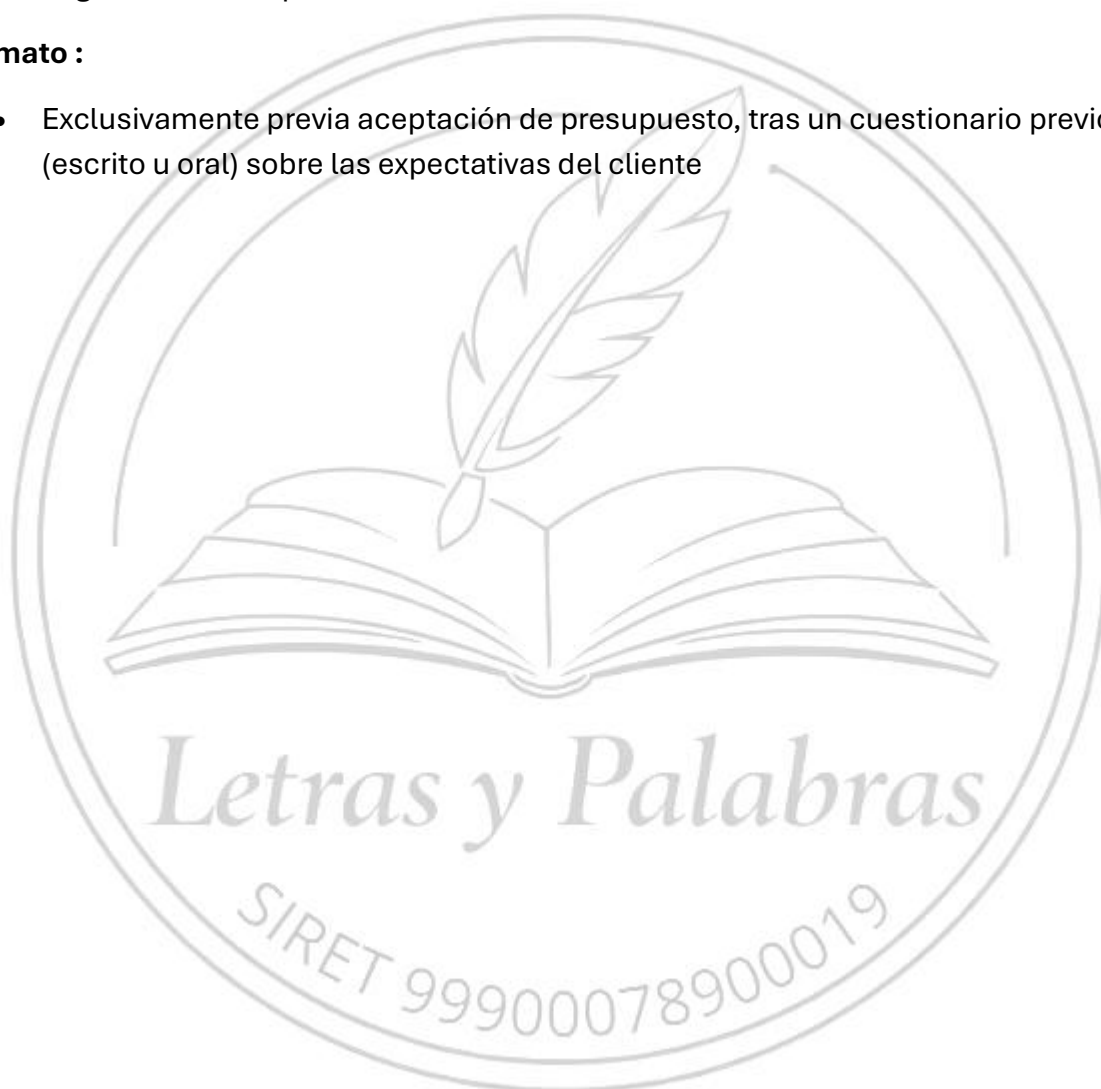 mato :
• Exclusivamente previa aceptación de presupuesto, tras un cuestionario previo
(escrito u oral) sobre las expectativas del cliente
Letras y Palabras
SIRET 99900078900019